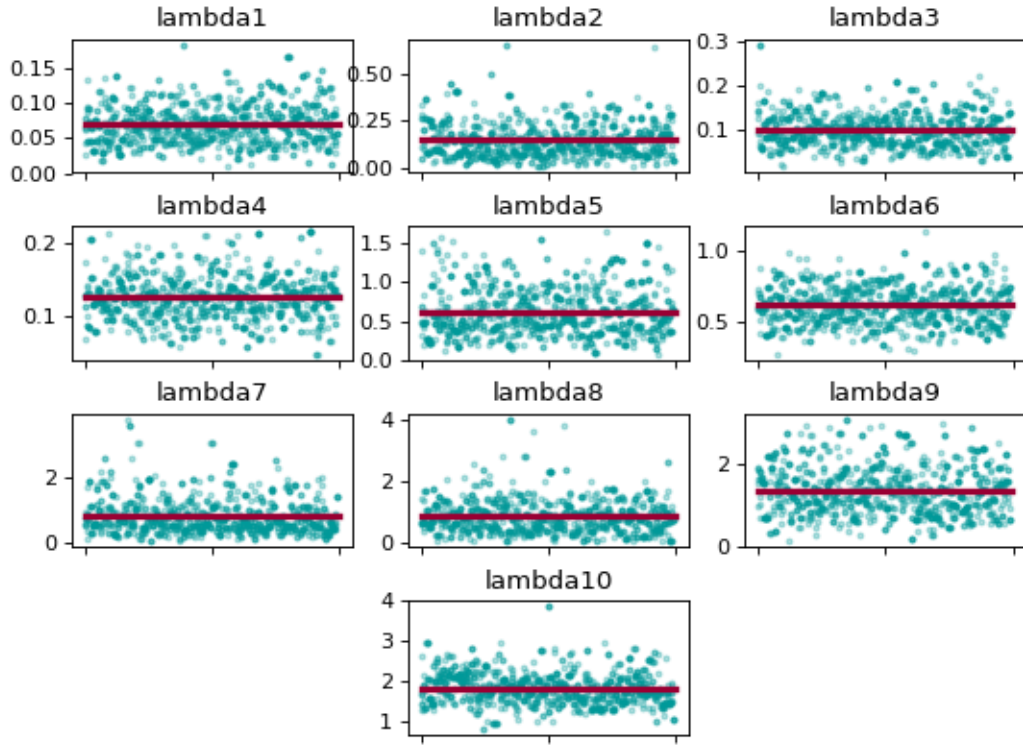 lambda1 lambda2 lambda3
0.15 0.10 0.05 0.00
0.50 0.25 0.00
0.3 0.2 0.1
lambda4 lambda5 lambda6
0.2 0.1
1.5 1.0 0.5 0.0
1.0 0.5
lambda7 lambda8 lambda9
2 0
4 2 0
2 0
lambda10
4 3 2 1